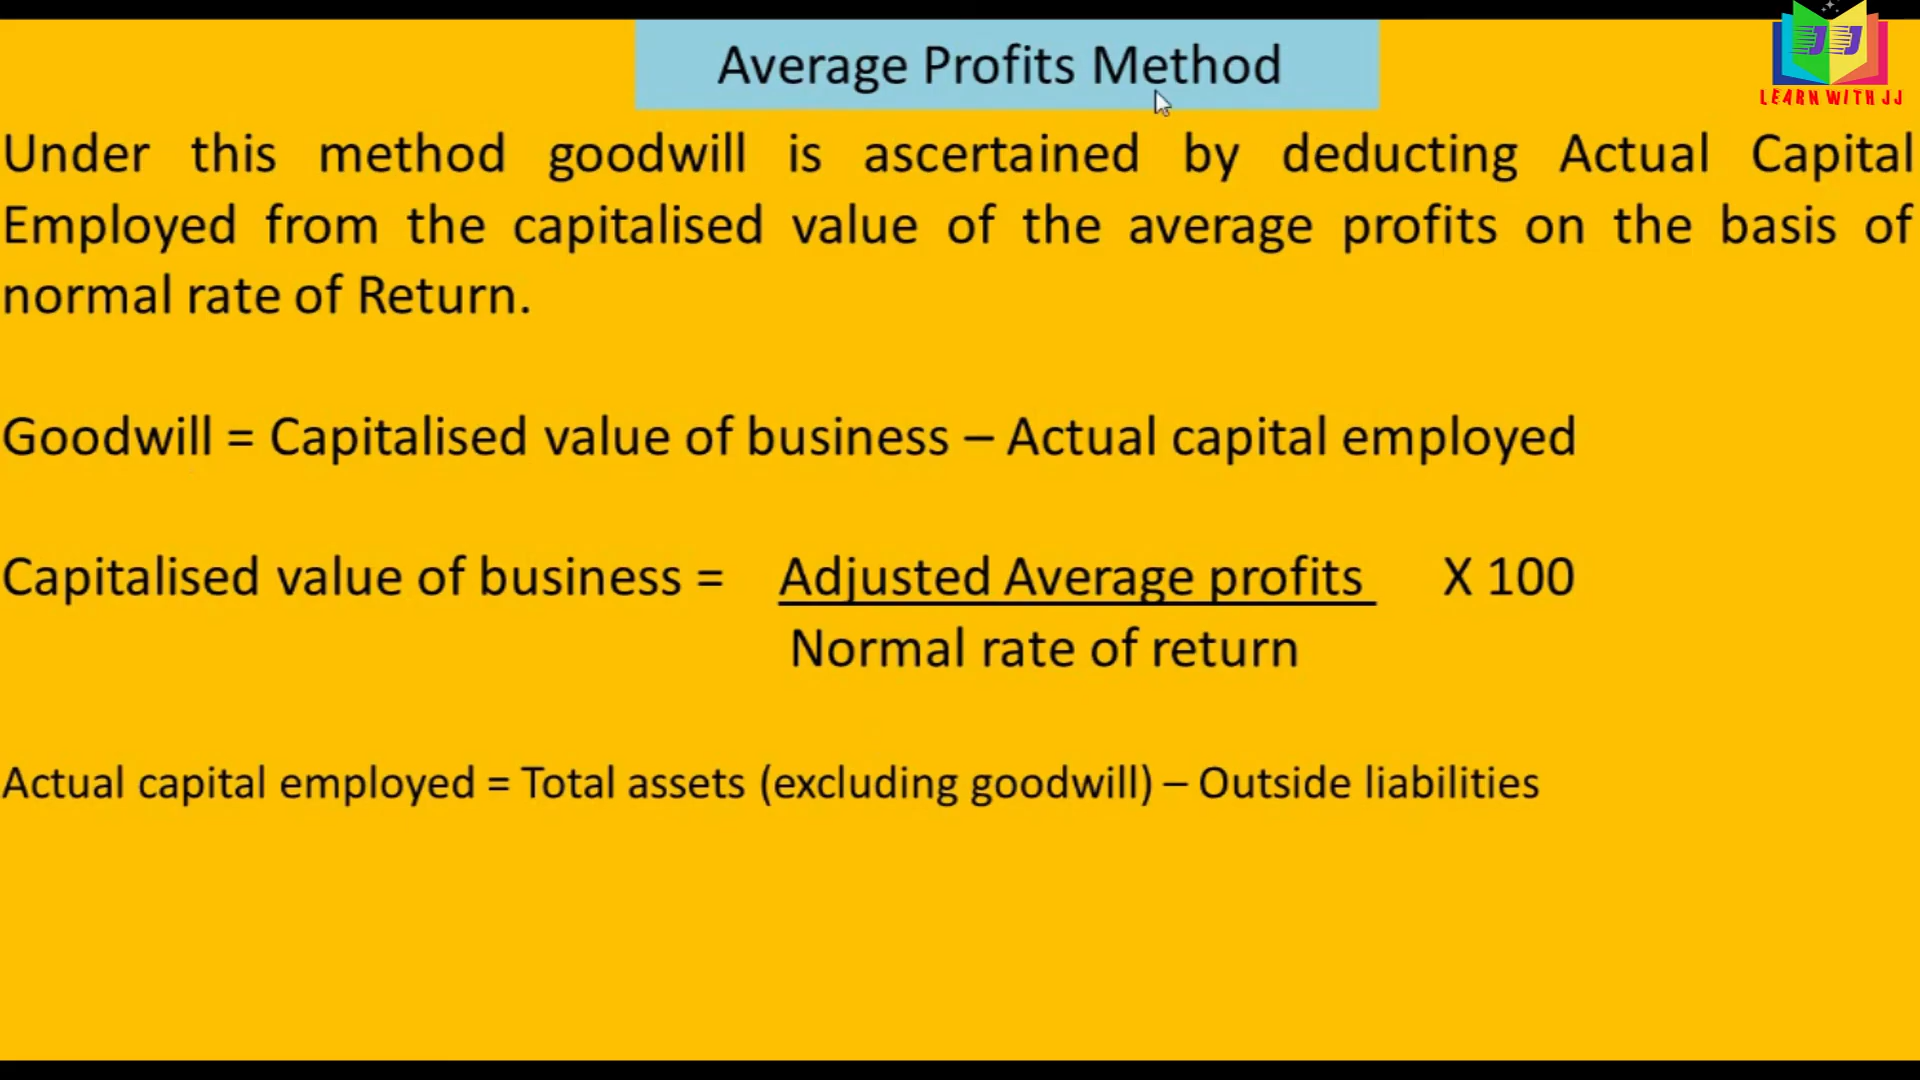 Average Profits Method
LEARN WITH JJ
Under this method goodwill is ascertained by deducting Actual Capital
Employed from the capitalised value of the average profits on the basis of
normal rate of Return.
Goodwill = Capitalised value of business – Actual capital employed
Capitalised value of business = Adjusted Average profits X 100
Normal rate of return
Actual capital employed = Total assets (excluding goodwill) – Outside liabilities